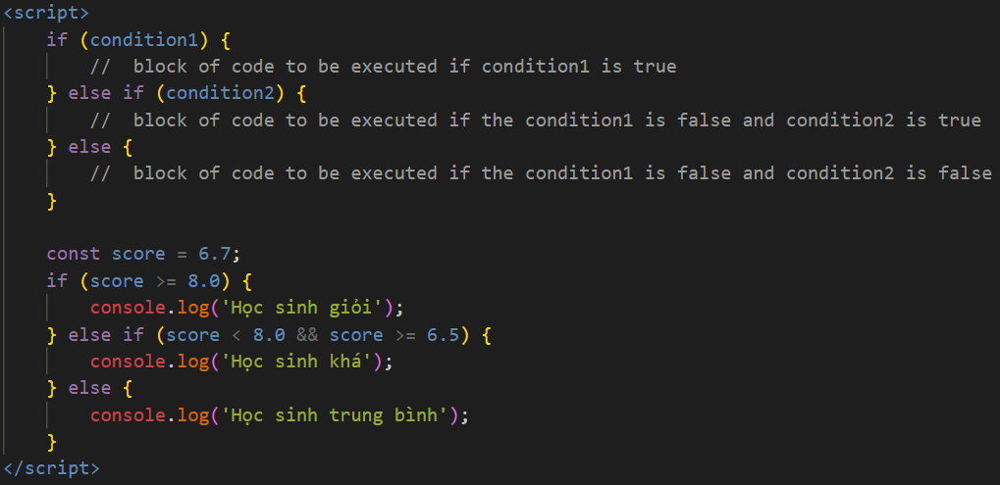 <script>
if (condition1) {
//  block of code to be executed if condition1 is true
} else if (condition2) {
//  block of code to be executed if the condition1 is false and condition2 is true
} else {
//  block of code to be executed if the condition1 is false and condition2 is false
}
const score = 6.7;
if (score >= 8.0) {
console.log('Học sinh giỏi');
} else if (score < 8.0 && score >= 6.5) {
console.log('Học sinh khá');
} else {
console.log('Học sinh trung bình');
}
</script>